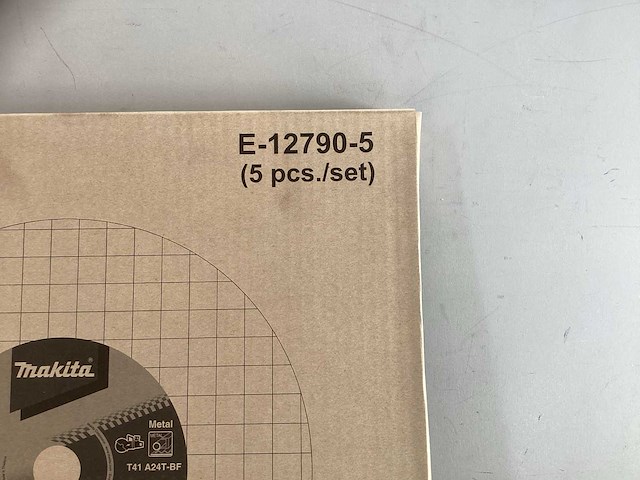 E-12790-5
(5 pcs./set)
makita®
Metal
T41 A24T-BF